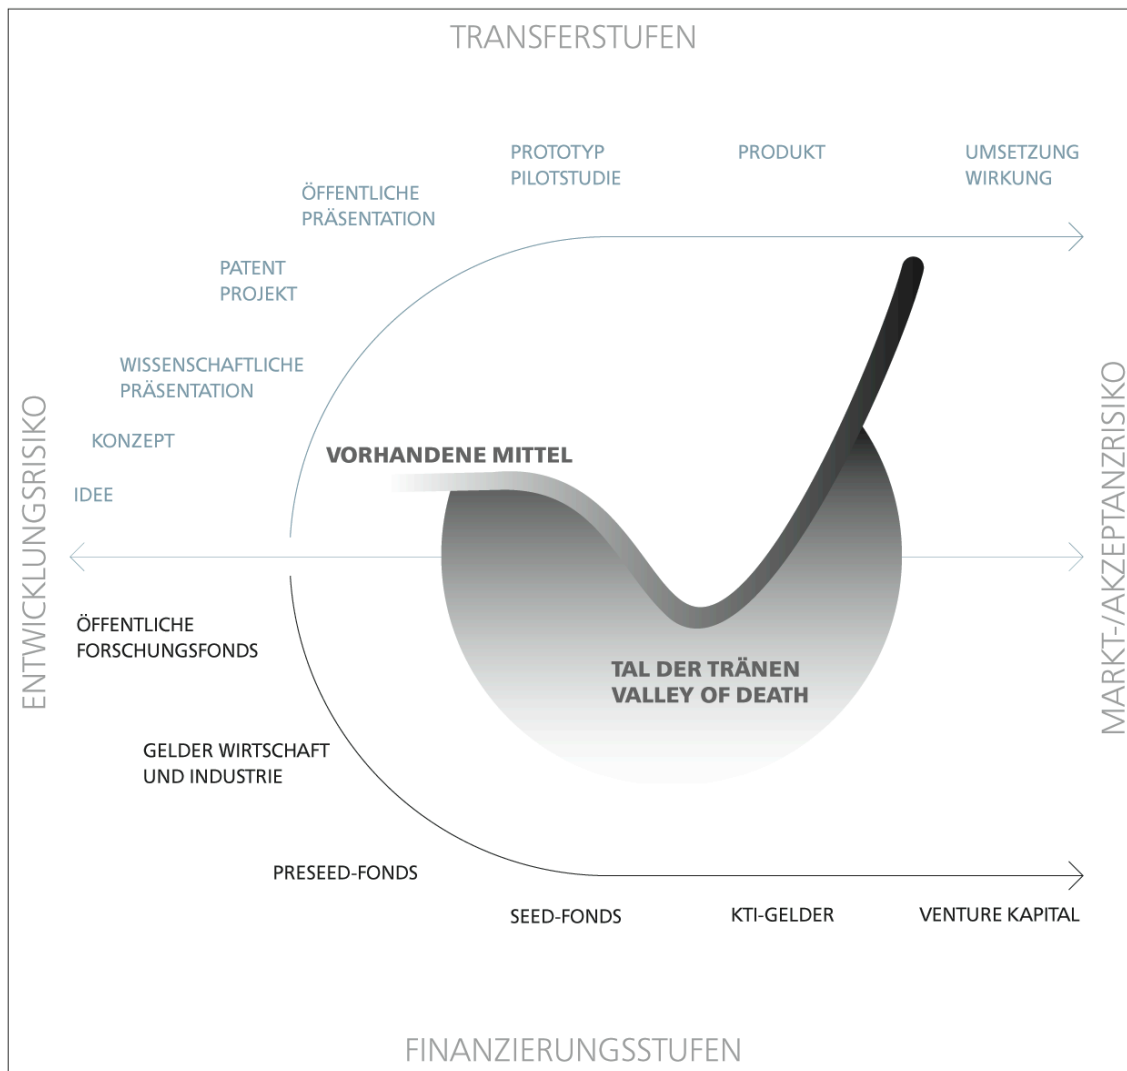 TRANSFERSTUFEN
PROTOTYP
PILOTSTUDIE
PRODUKT
UMSETZUNG
WIRKUNG
ÖFFENTLICHE
PRÄSENTATION
PATENT
PROJEKT
WISSENSCHAFTLICHE
PRÄSENTATION
KONZEPT
IDEE
ENTWICKLUNGSRISIKO
MARKT-/AKZEPTANZRISIKO
VORHANDENE MITTEL
TAL DER TRÄNEN
VALLEY OF DEATH
ÖFFENTLICHE
FORSCHUNGSFONDS
GELDER WIRTSCHAFT
UND INDUSTRIE
PRESEED-FONDS
SEED-FONDS
KTI-GELDER
VENTURE KAPITAL
FINANZIERUNGSSTUFEN